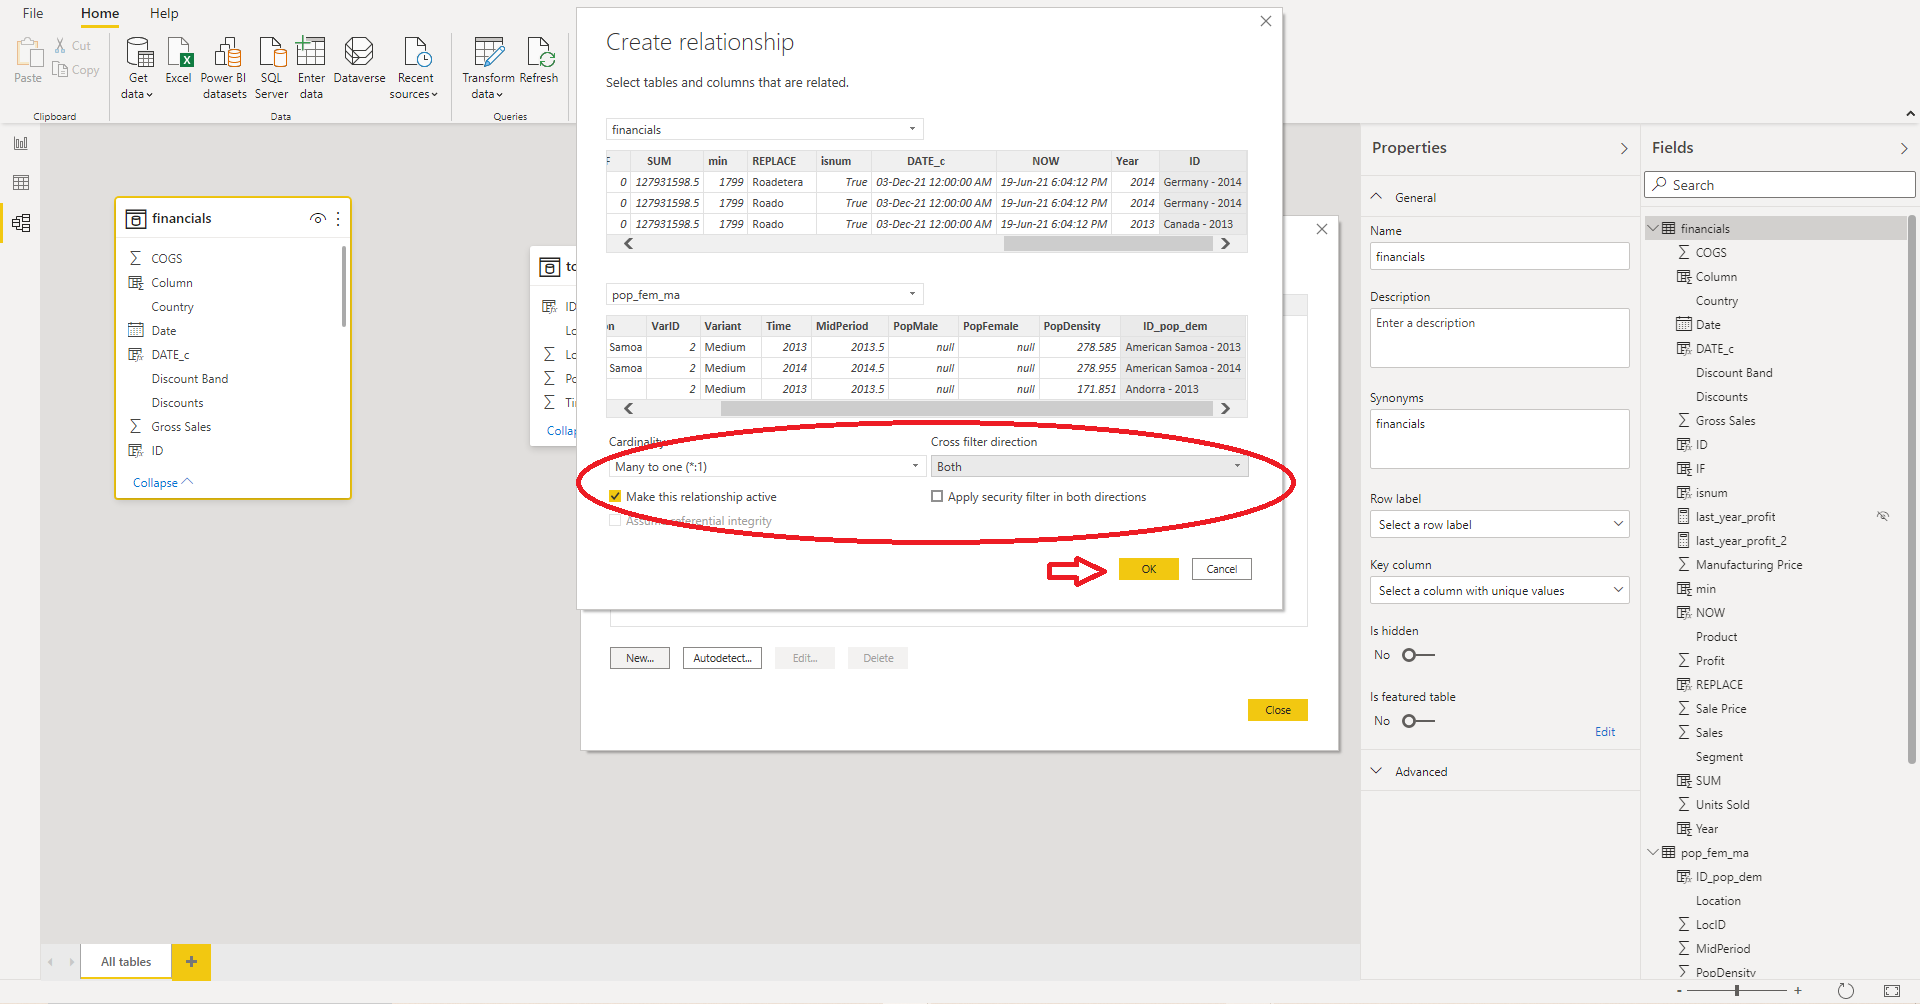 File Home Help
Paste Cut Copy
Get data Excel Power BI datasets SQL Server Enter data Dataverse Recent sources Transform data Refresh
Clipboard Data Queries
financials
COGS
Column
Country
Date
DATE_c
Discount Band
Discounts
Gross Sales
ID
Collapse
ID
Create relationship
Select tables and columns that are related.
financials
SUM min REPLACE isnum DATE_c NOW Year ID
0 127931598.5 1799 Roadetera True 03-Dec-21 12:00:00 AM 19-Jun-21 6:04:12 PM 2014 Germany - 2014
0 127931598.5 1799 Roado True 03-Dec-21 12:00:00 AM 19-Jun-21 6:04:12 PM 2014 Germany - 2014
0 127931598.5 1799 Roado True 03-Dec-21 12:00:00 AM 19-Jun-21 6:04:12 PM 2013 Canada - 2013
pop_fem_ma
VarID Variant Time MidPeriod PopMale PopFemale PopDensity ID_pop_dem
Samoa 2 Medium 2013 2013.5 null null 278.585 American Samoa - 2013
Samoa 2 Medium 2014 2014.5 null null 278.955 American Samoa - 2014
2 Medium 2013 2013.5 null null 171.851 Andorra - 2013
Cardinality Cross filter direction
Many to one (*:1) Both
Make this relationship active Apply security filter in both directions
Assume referential integrity
OK Cancel
New... Autodetect... Edit... Delete
Close
Properties
General
Name
financials
Description
Enter a description
Synonyms
financials
Row label
Select a row label
Key column
Select a column with unique values
Is hidden
No
Is featured table
No
Edit
Advanced
Fields
Search
financials
COGS
Column
Country
Date
DATE_c
Discount Band
Discounts
Gross Sales
ID
IF
isnum
last_year_profit
last_year_profit_2
Manufacturing Price
min
NOW
Product
Profit
REPLACE
Sale Price
Sales
Segment
SUM
Units Sold
Year
pop_fem_ma
ID_pop_dem
Location
LocID
MidPeriod
PopDensity
All tables +
- +